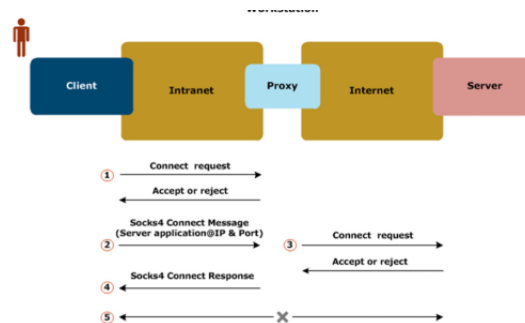 Workstation
Client
Intranet
Proxy
Internet
Server
1
Connect request
Accept or reject
2
Socks4 Connect Message
(Server application@IP & Port)
3
Connect request
Accept or reject
4
Socks4 Connect Response
5